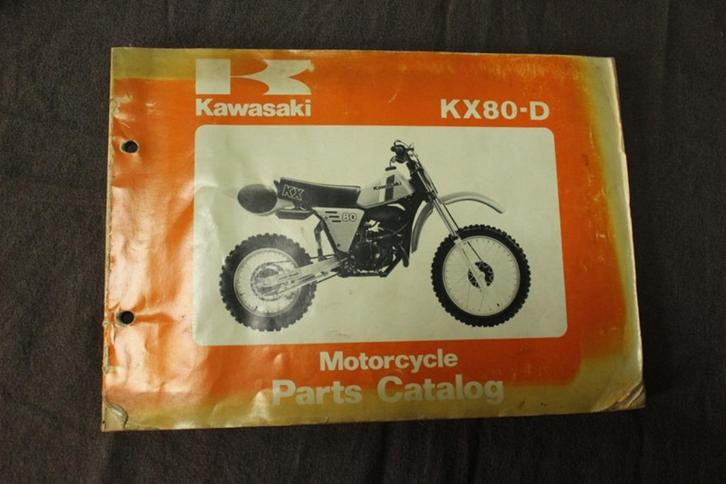 Kawasaki
KX80-D
KX
80
Motorcycle
Parts Catalog